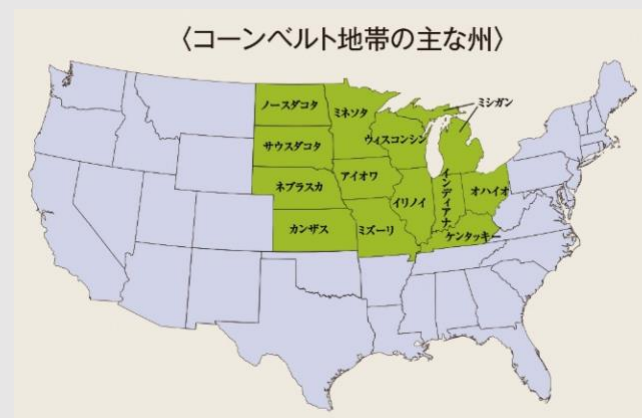 〈コーンベルト地帯の主な州〉
ノースダコタ
ミネソタ
ミシガン
ウィスコンシン
サウスダコタ
アイオワ
ネブラスカ
イリノイ
インディアナ
オハイオ
カンザス
ミズーリ
ケンタッキー